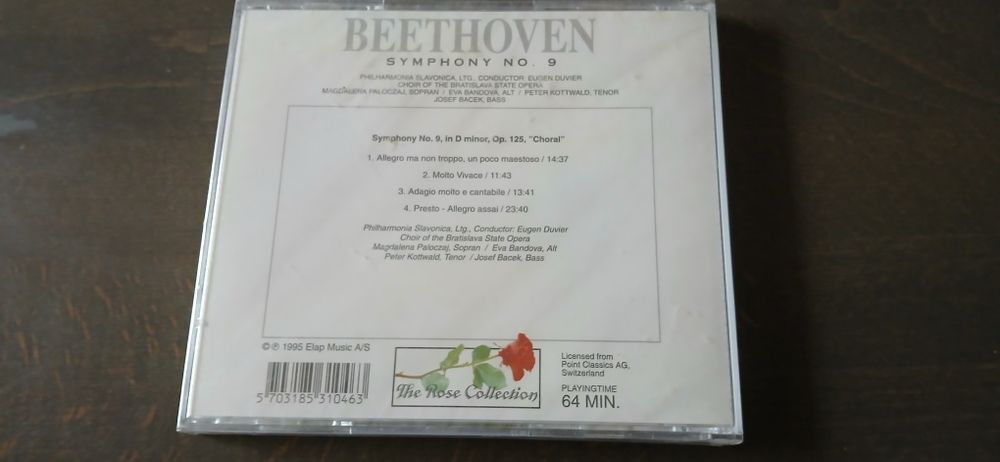 BEETHOVEN
SYMPHONY NO. 9
PHILHARMONIA SLAVONICA, LTG., CONDUCTOR: EUGEN DUVIER
CHOIR OF THE BRATISLAVA STATE OPERA
MAGDALENA PALOCZAJ, SOPRAN / EVA BANDOVA, ALT / PETER KOTTWALD, TENOR
JOSEF BACEK, BASS
Symphony No. 9, in D minor, Op. 125, "Choral"
1. Allegro ma non troppo, un poco maestoso / 14:37
2. Molto Vivace / 11:43
3. Adagio molto e cantabile / 13:41
4. Presto - Allegro assai / 23:40
Philharmonia Slavonica, Ltg., Conductor: Eugen Duvier
Choir of the Bratislava State Opera
Magdalena Paloczaj, Sopran / Eva Bandova, Alt
Peter Kottwald, Tenor / Josef Bacek, Bass
© ℗ 1995 Elap Music A/S
5 703185 310463
The Rose Collection
Licensed from
Point Classics AG,
Switzerland
PLAYINGTIME
64 MIN.